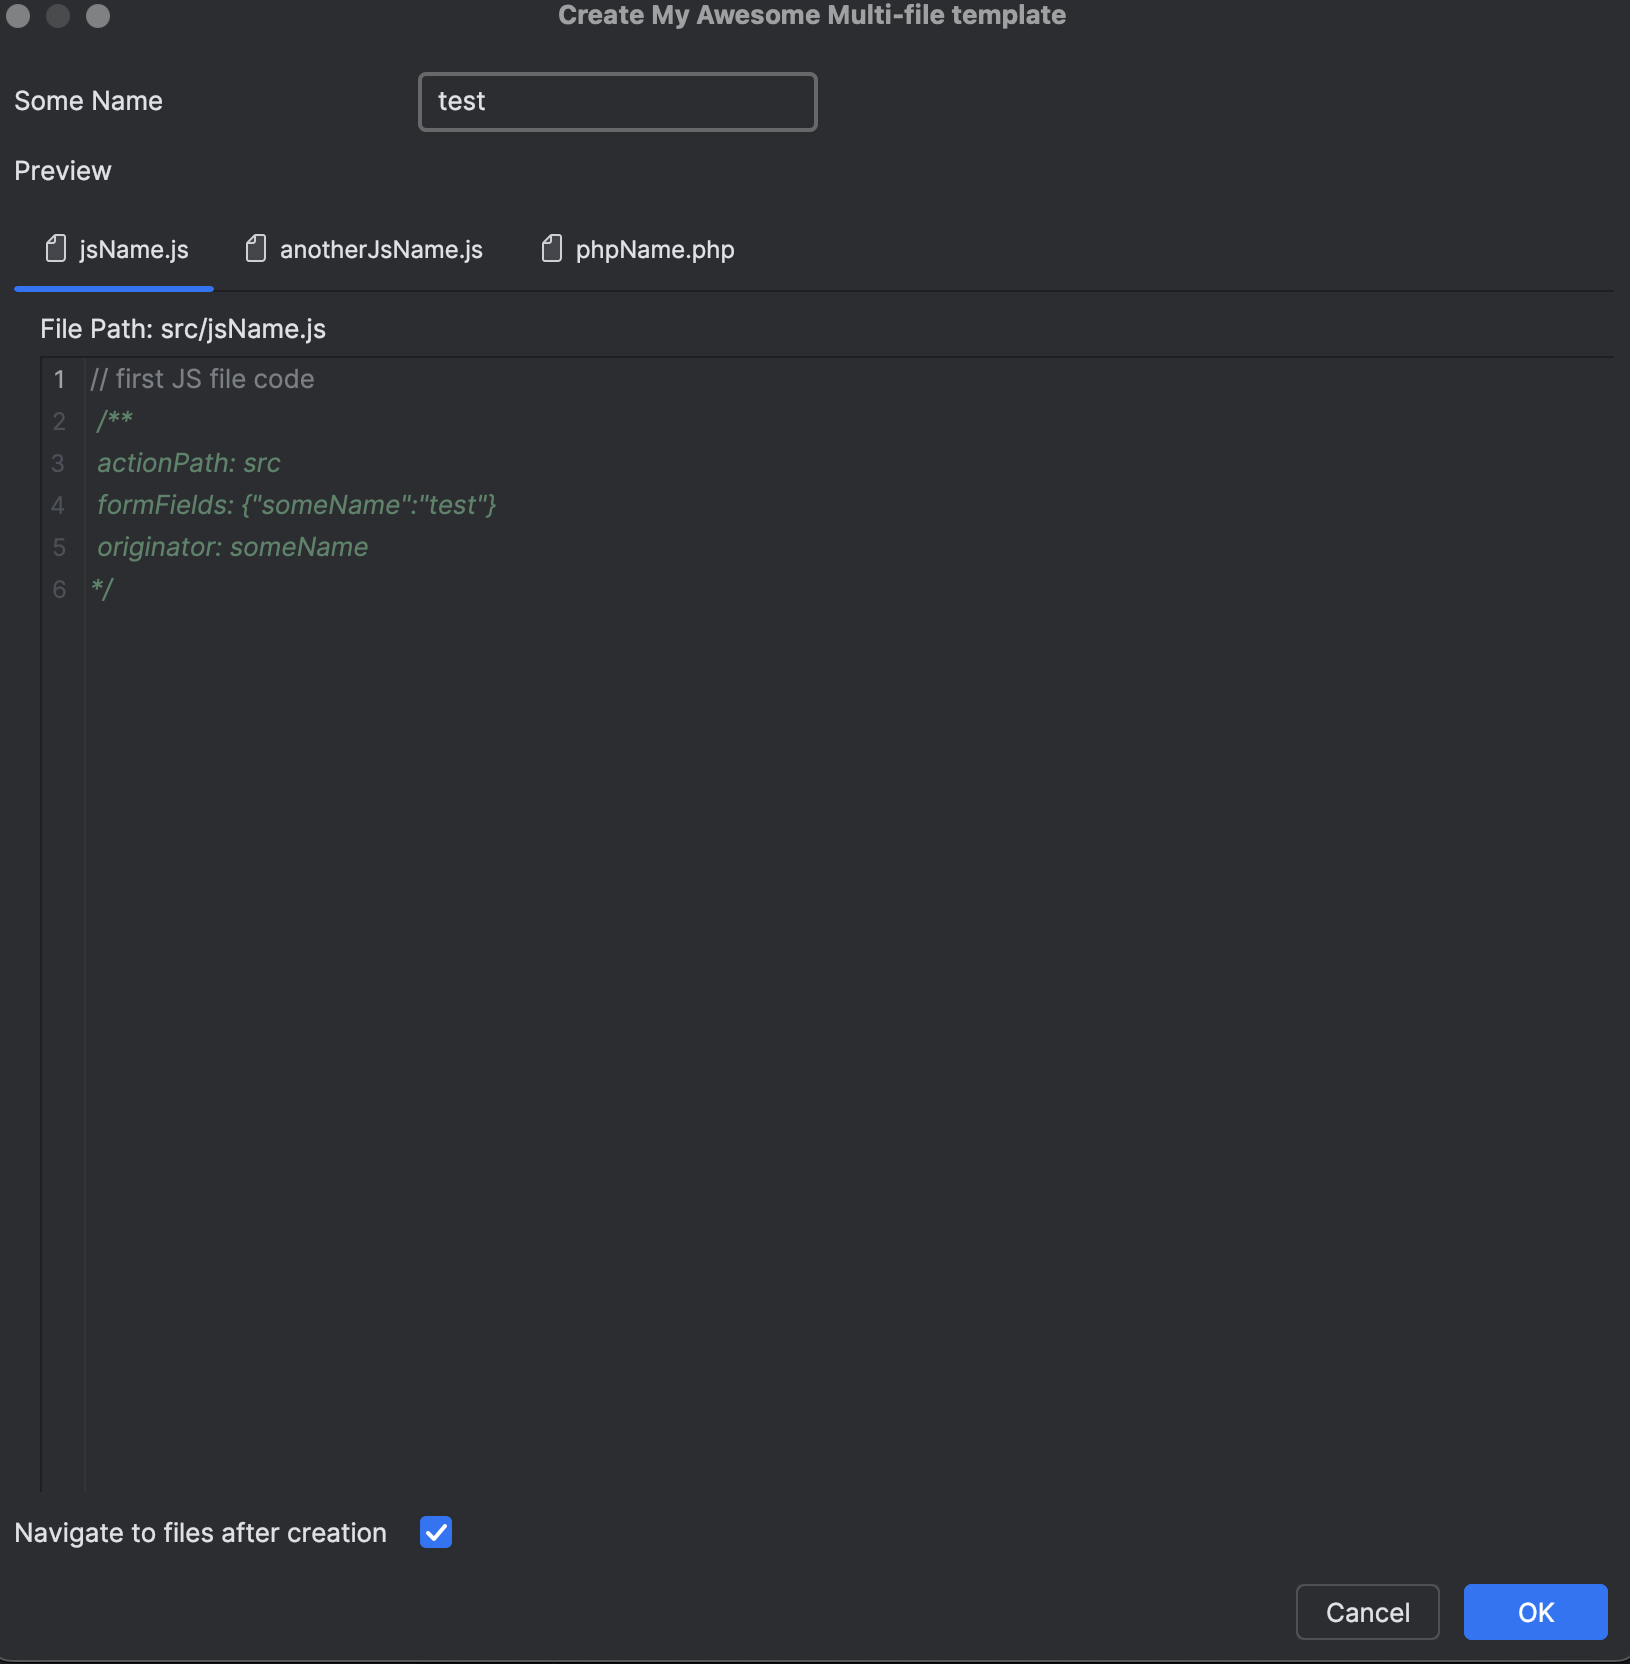 Create My Awesome Multi-file template
Some Name
test
Preview
jsName.js
anotherJsName.js
phpName.php
File Path: src/jsName.js
1 // first JS file code
2 /**
3 actionPath: src
4 formFields: {"someName":"test"}
5 originator: someName
6 */
Navigate to files after creation
Cancel
OK